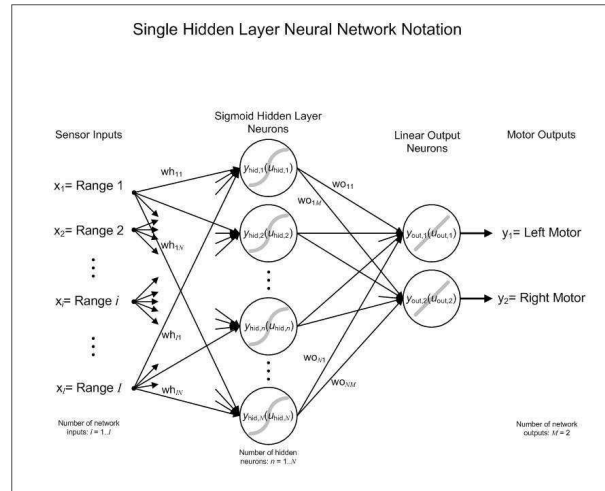 Single Hidden Layer Neural Network Notation
Sensor Inputs
Sigmoid Hidden Layer
Neurons
Linear Output
Neurons
Motor Outputs
x1= Range 1
x2= Range 2
xi= Range i
xI= Range I
wh11
wh1N
whI1
whIN
yhid,1(uhid,1)
yhid,2(uhid,2)
yhid,n(uhid,n)
yhid,N(uhid,N)
wo11
wo1M
woN1
woNM
yout,1(uout,1)
yout,2(uout,2)
y1= Left Motor
y2= Right Motor
Number of network
inputs: i = 1..I
Number of hidden
neurons: n = 1..N
Number of network
outputs: M = 2